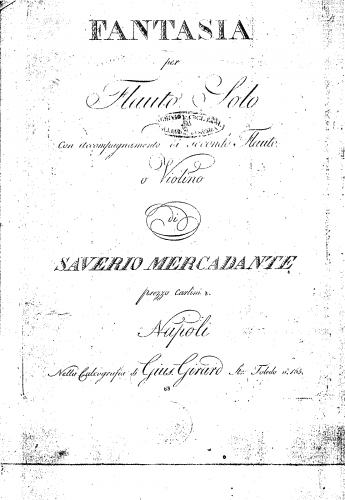 FANTASIA
per
Flauto Solo
Con accompagnamento di Secondo Flauto
o Violino
di
SAVERIO MERCADANTE
prezzo Carlini
Napoli
Nella Calcografia di Gius. Girard Str. Toledo n.° 185.